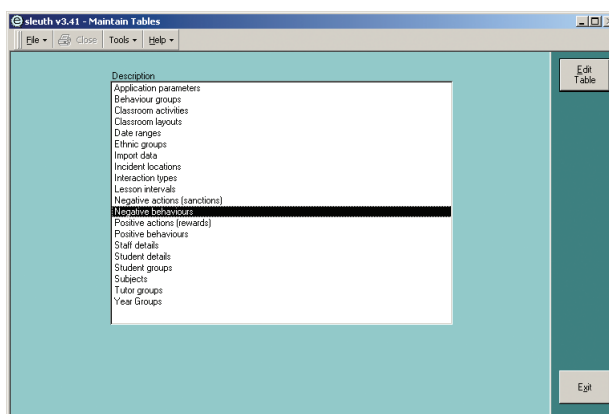 sleuth v3.41 - Maintain Tables
File Close Tools Help
Description
Application parameters
Behaviour groups
Classroom activities
Classroom layouts
Date ranges
Ethnic groups
Import data
Incident locations
Interaction types
Lesson intervals
Negative actions (sanctions)
Negative behaviours
Positive actions (rewards)
Positive behaviours
Staff details
Student details
Student groups
Subjects
Tutor groups
Year Groups
Edit
Table
Exit